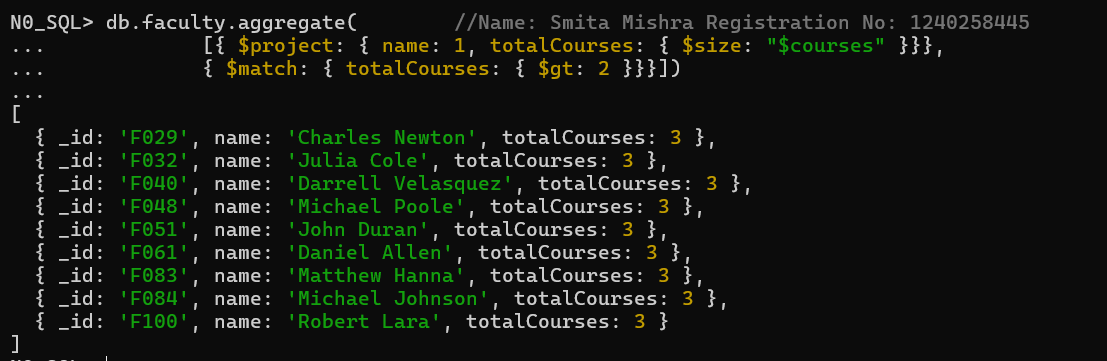 N0_SQL> db.faculty.aggregate(        //Name: Smita Mishra Registration No: 1240258445
...             [{ $project: { name: 1, totalCourses: { $size: "$courses" }}},
...             { $match: { totalCourses: { $gt: 2 }}}])
...
[
  { _id: 'F029', name: 'Charles Newton', totalCourses: 3 },
  { _id: 'F032', name: 'Julia Cole', totalCourses: 3 },
  { _id: 'F040', name: 'Darrell Velasquez', totalCourses: 3 },
  { _id: 'F048', name: 'Michael Poole', totalCourses: 3 },
  { _id: 'F051', name: 'John Duran', totalCourses: 3 },
  { _id: 'F061', name: 'Daniel Allen', totalCourses: 3 },
  { _id: 'F083', name: 'Matthew Hanna', totalCourses: 3 },
  { _id: 'F084', name: 'Michael Johnson', totalCourses: 3 },
  { _id: 'F100', name: 'Robert Lara', totalCourses: 3 }
]